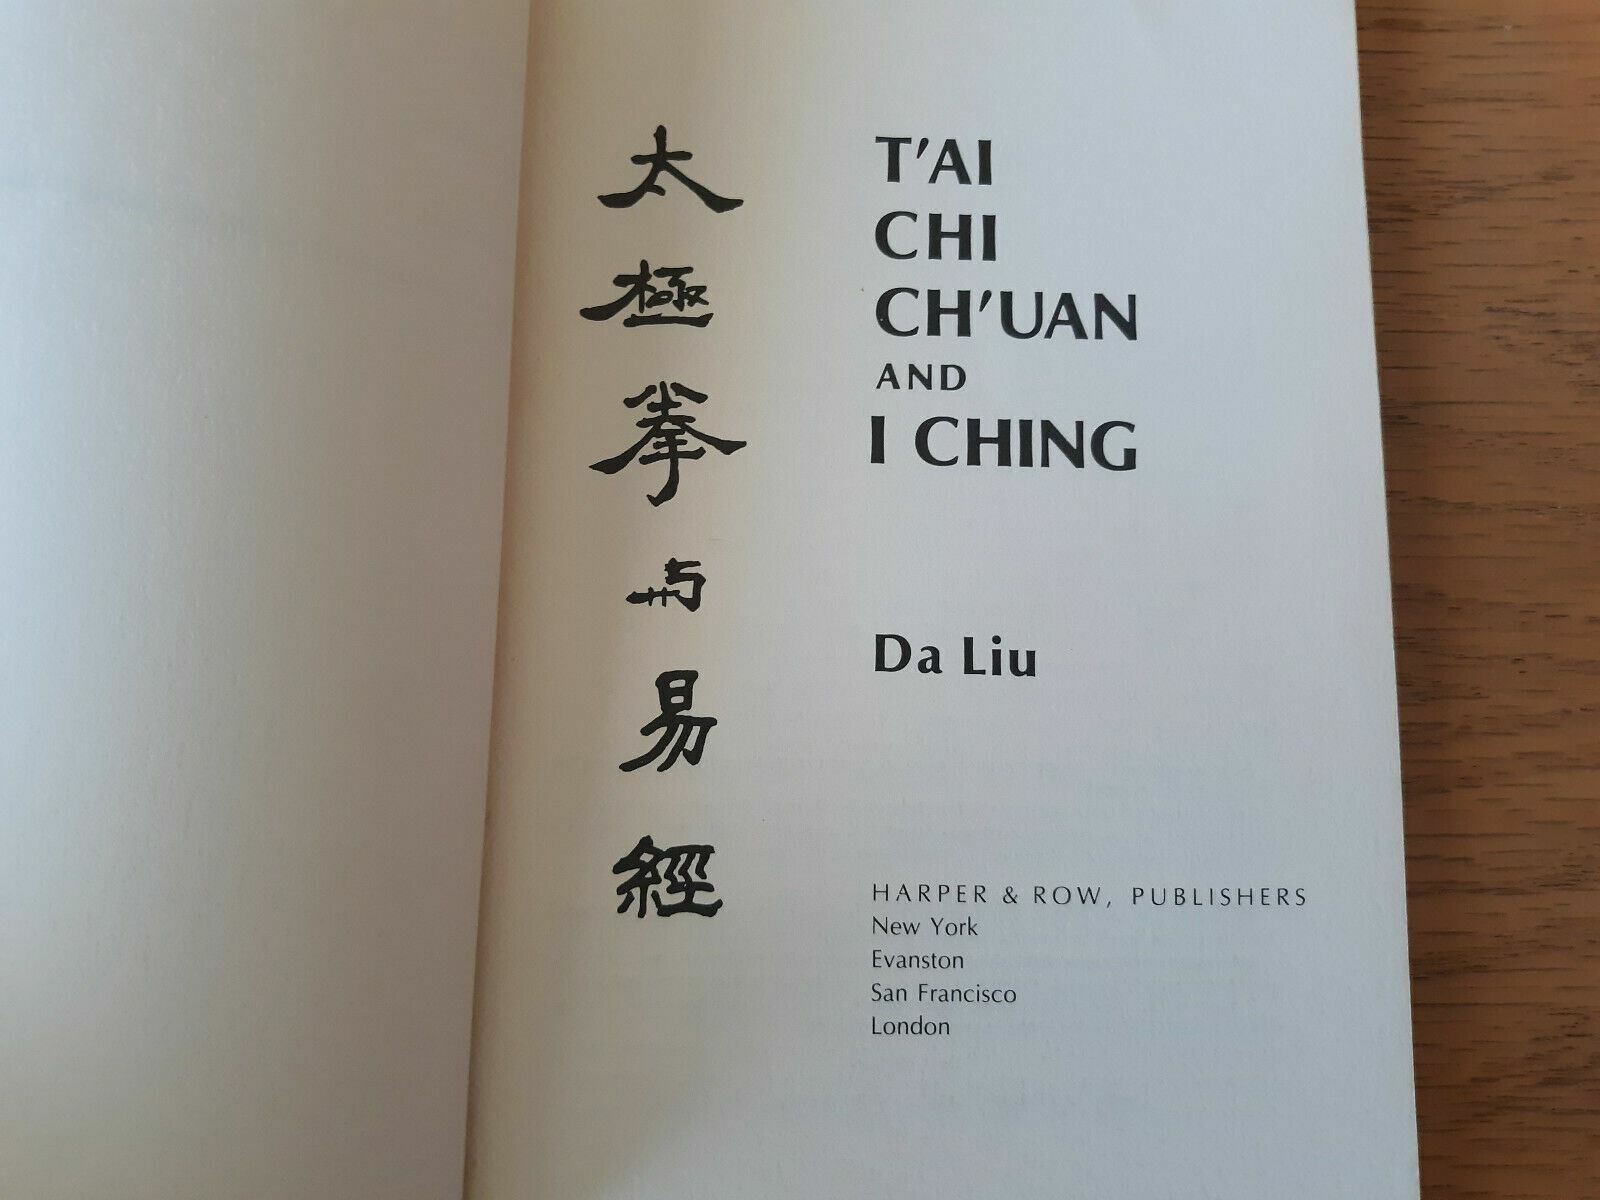 太極拳与易經
T'AI
CHI
CH'UAN
AND
I CHING
Da Liu
HARPER & ROW, PUBLISHERS
New York
Evanston
San Francisco
London